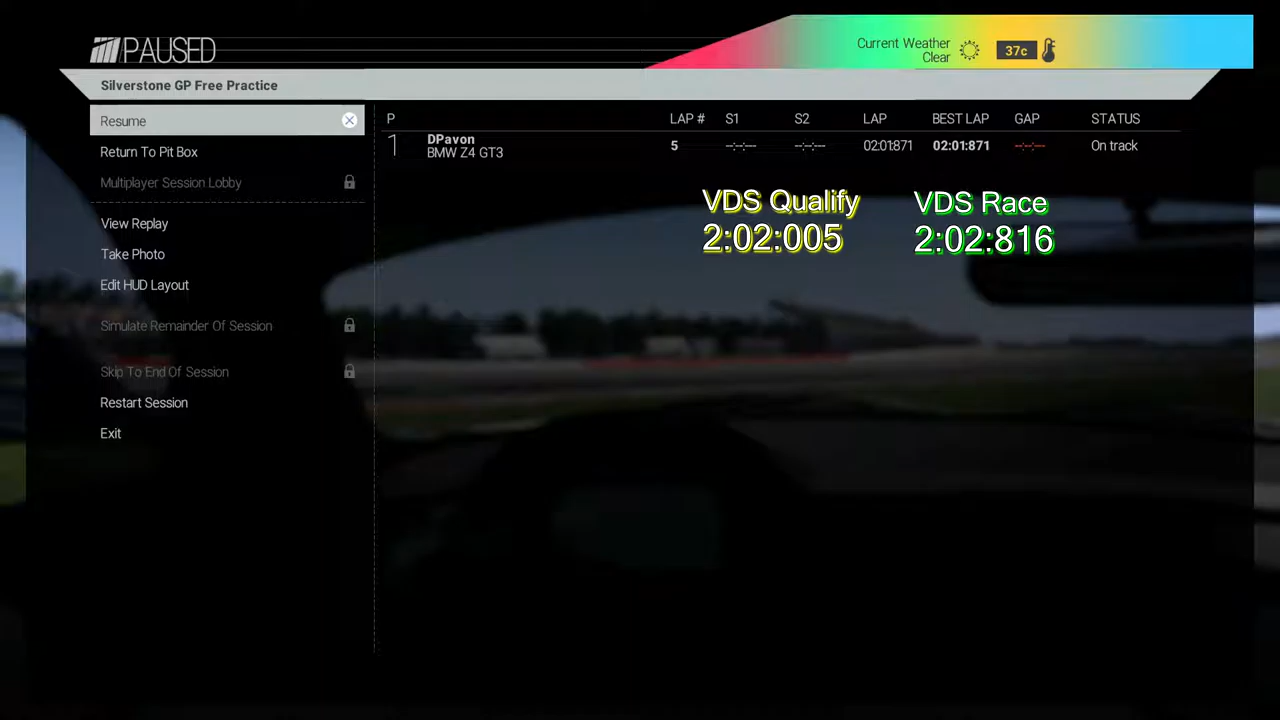 PAUSED
Current Weather
Clear
37c
Silverstone GP Free Practice
Resume
Return To Pit Box
Multiplayer Session Lobby
View Replay
Take Photo
Edit HUD Layout
Simulate Remainder Of Session
Skip To End Of Session
Restart Session
Exit
P LAP # S1 S2 LAP BEST LAP GAP STATUS
1 DPavon 5 --:--:--- --:--:--- 02:01:871 02:01:871 --:--:--- On track
BMW Z4 GT3
VDS Qualify VDS Race
2:02:005 2:02:816